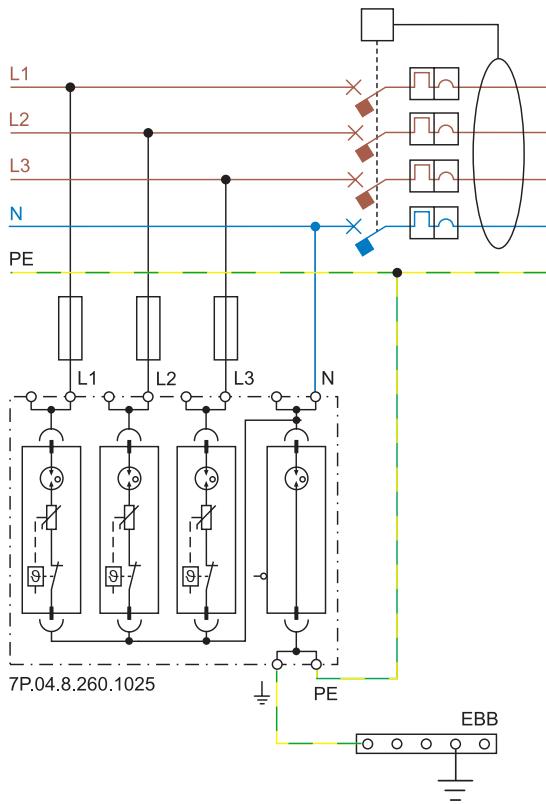 L1
L2
L3
N
PE
L1 L2 L3 N
ϑ ϑ ϑ
7P.04.8.260.1025
PE
EBB